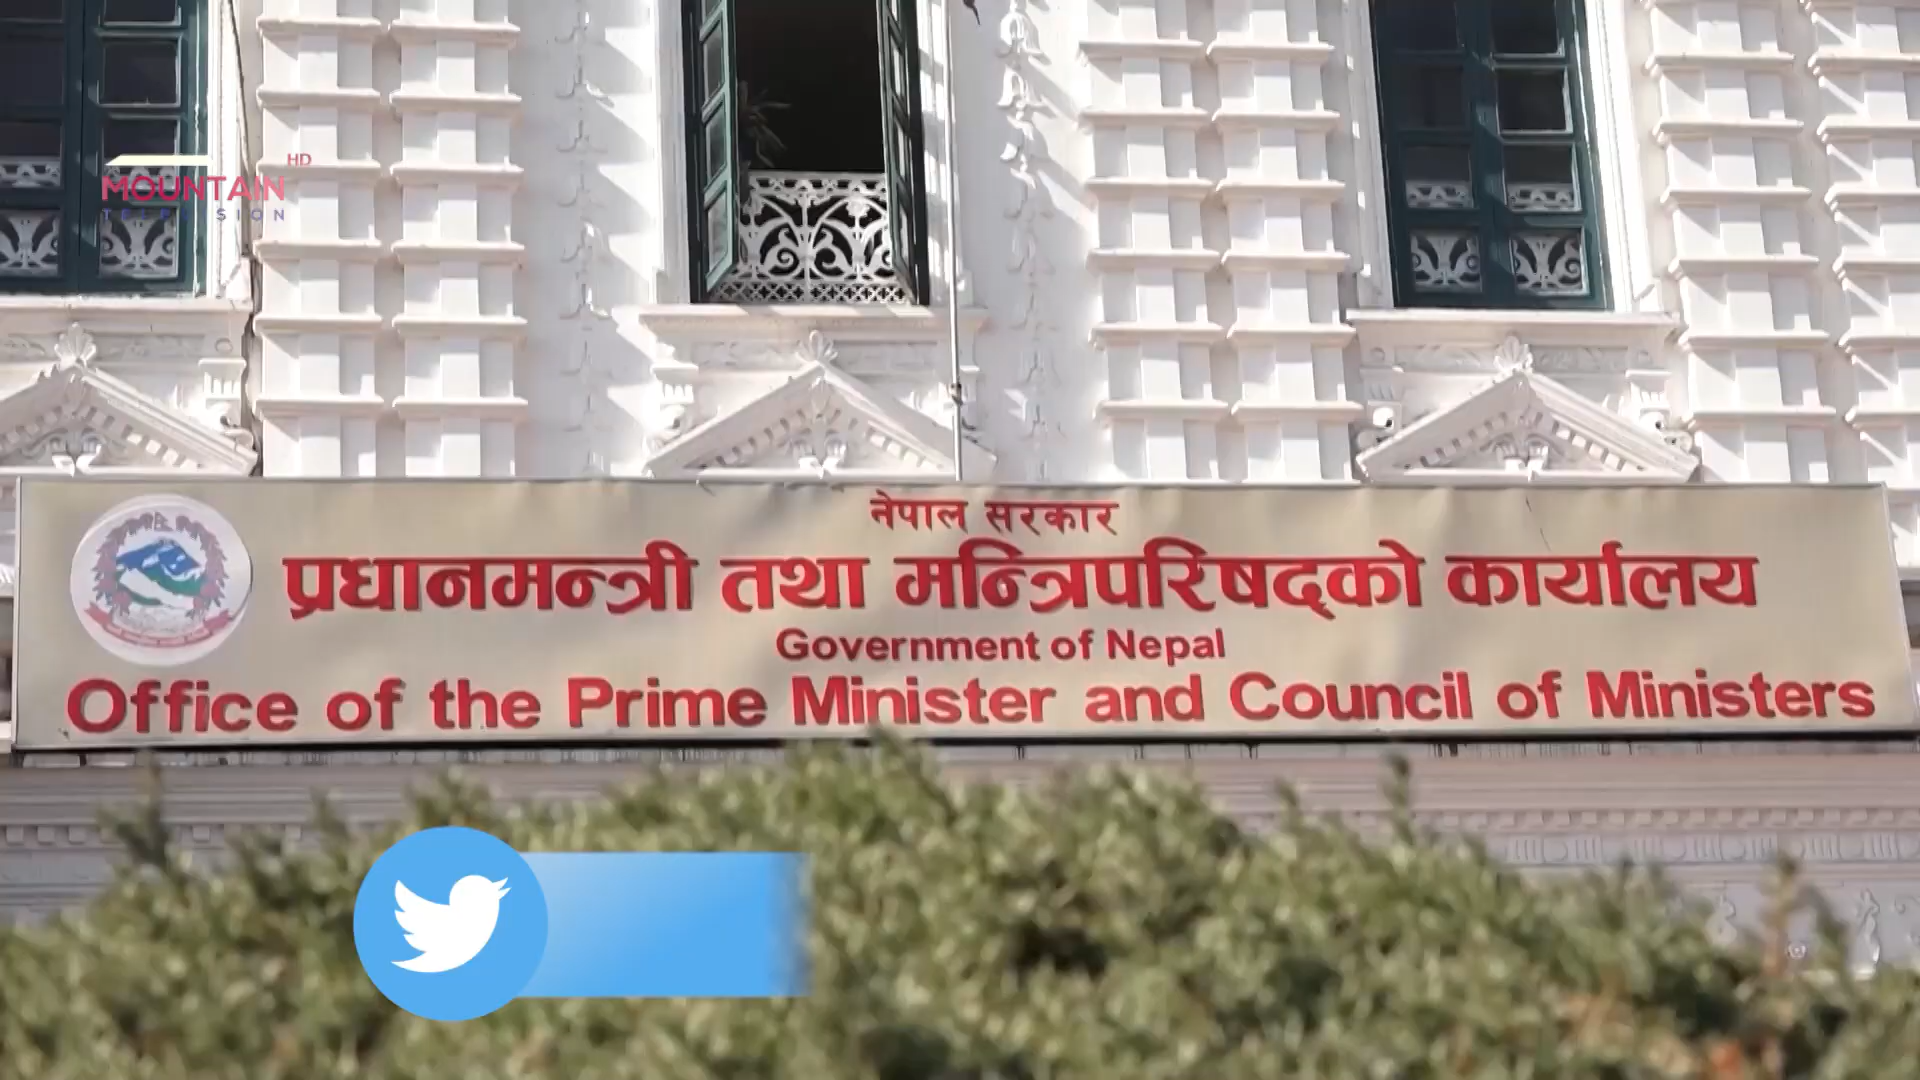 HD
MOUNTAIN
TELEVISION
नेपाल सरकार
प्रधानमन्त्री तथा मन्त्रिपरिषद्को कार्यालय
Government of Nepal
Office of the Prime Minister and Council of Ministers